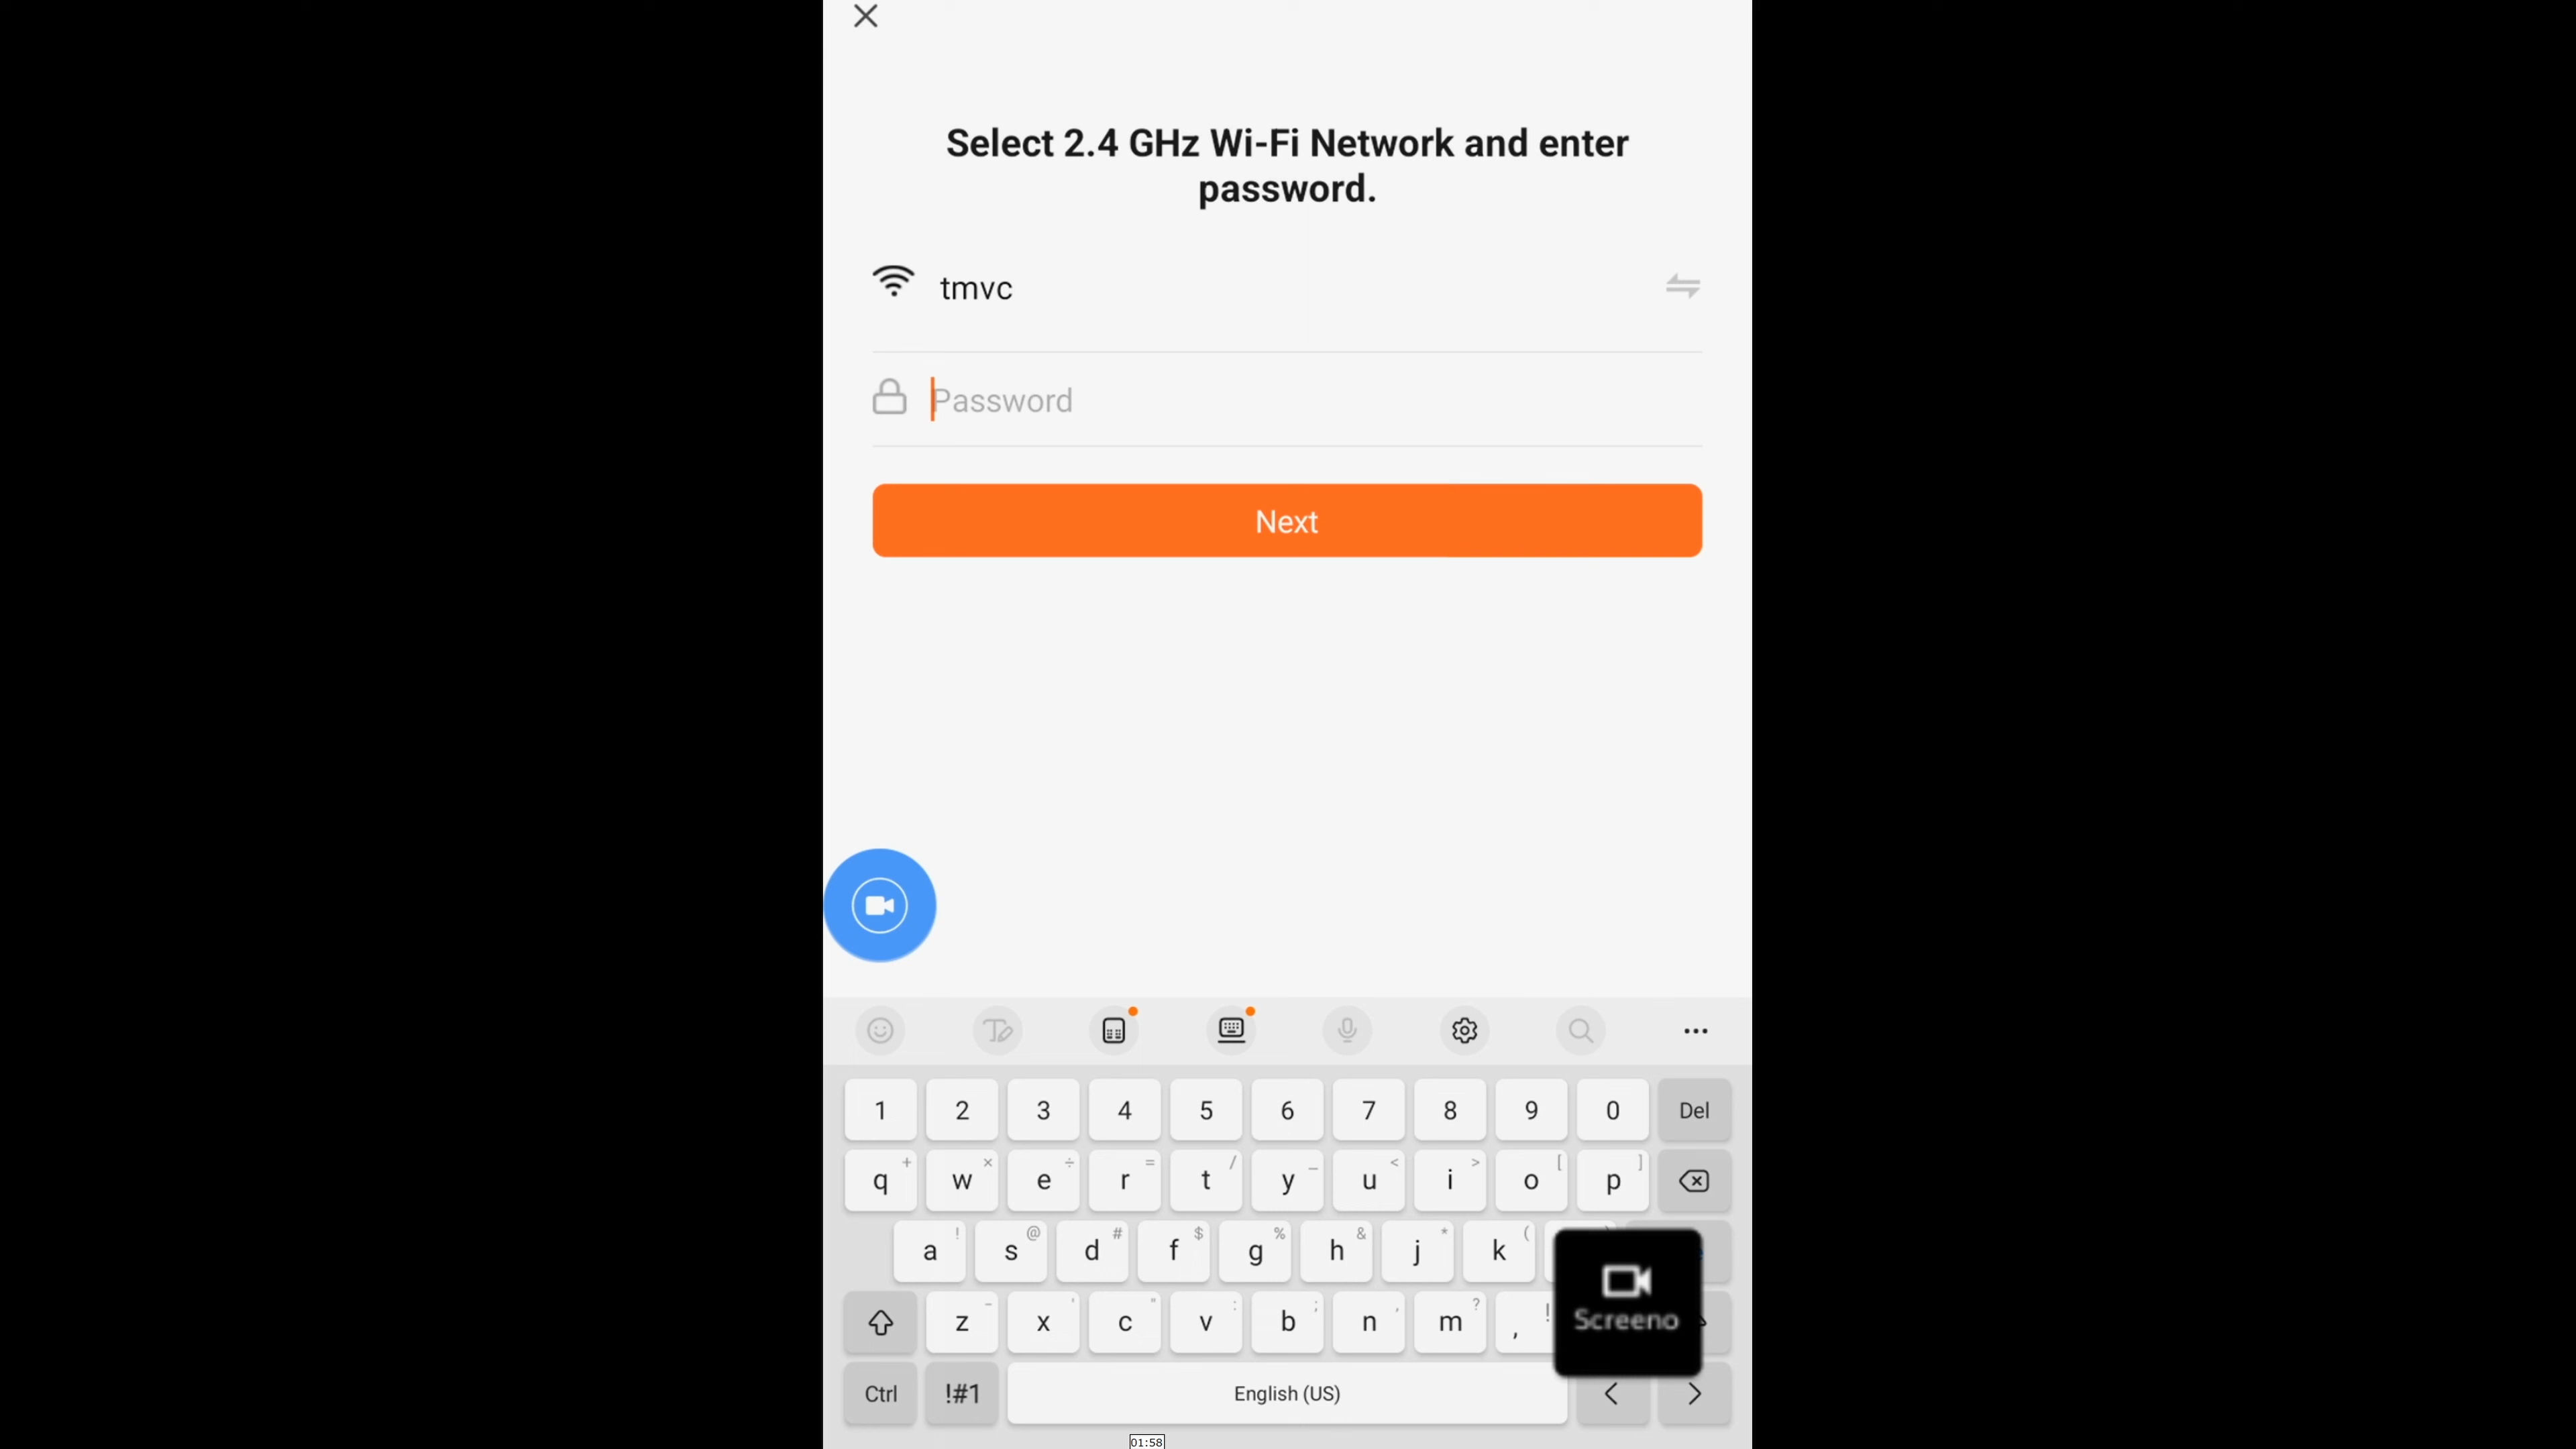 Select 2.4 GHz Wi-Fi Network and enter
password.
tmvc
Password
Next
1 2 3 4 5 6 7 8 9 0 Del
+ × ÷ = / _ < > [ ]
q w e r t y u i o p
! @ # $ % & * (
a s d f g h j k
- ' " : ; , ? !
z x c v b n m ,
Screeno
Ctrl !#1 English (US) < >
01:58